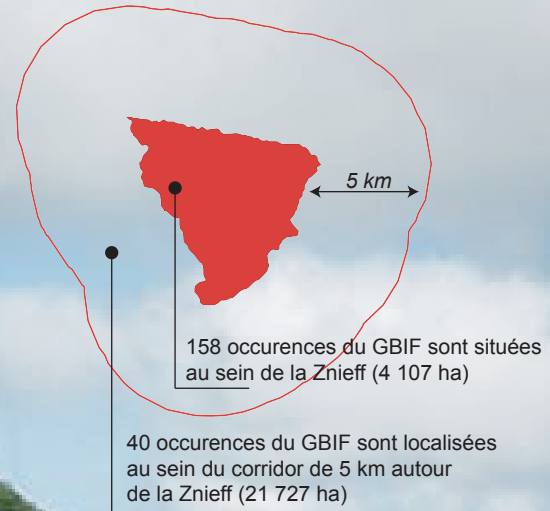 5 km
158 occurences du GBIF sont situées
au sein de la Znieff (4 107 ha)
40 occurences du GBIF sont localisées
au sein du corridor de 5 km autour
de la Znieff (21 727 ha)